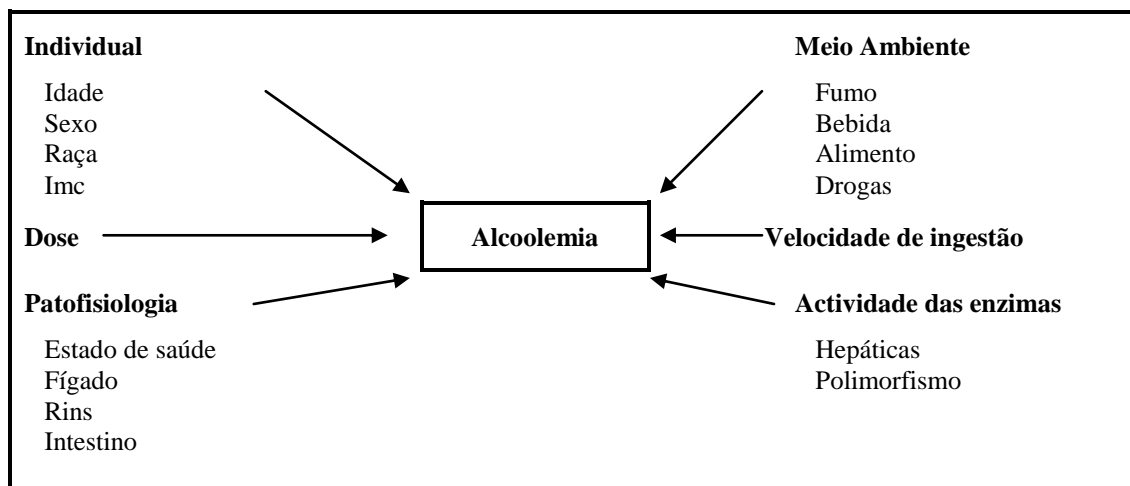 Individual
Idade
Sexo
Raça
Imc
Dose
Patofisiologia
Estado de saúde
Fígado
Rins
Intestino
Alcoolemia
Meio Ambiente
Fumo
Bebida
Alimento
Drogas
Velocidade de ingestão
Actividade das enzimas
Hepáticas
Polimorfismo